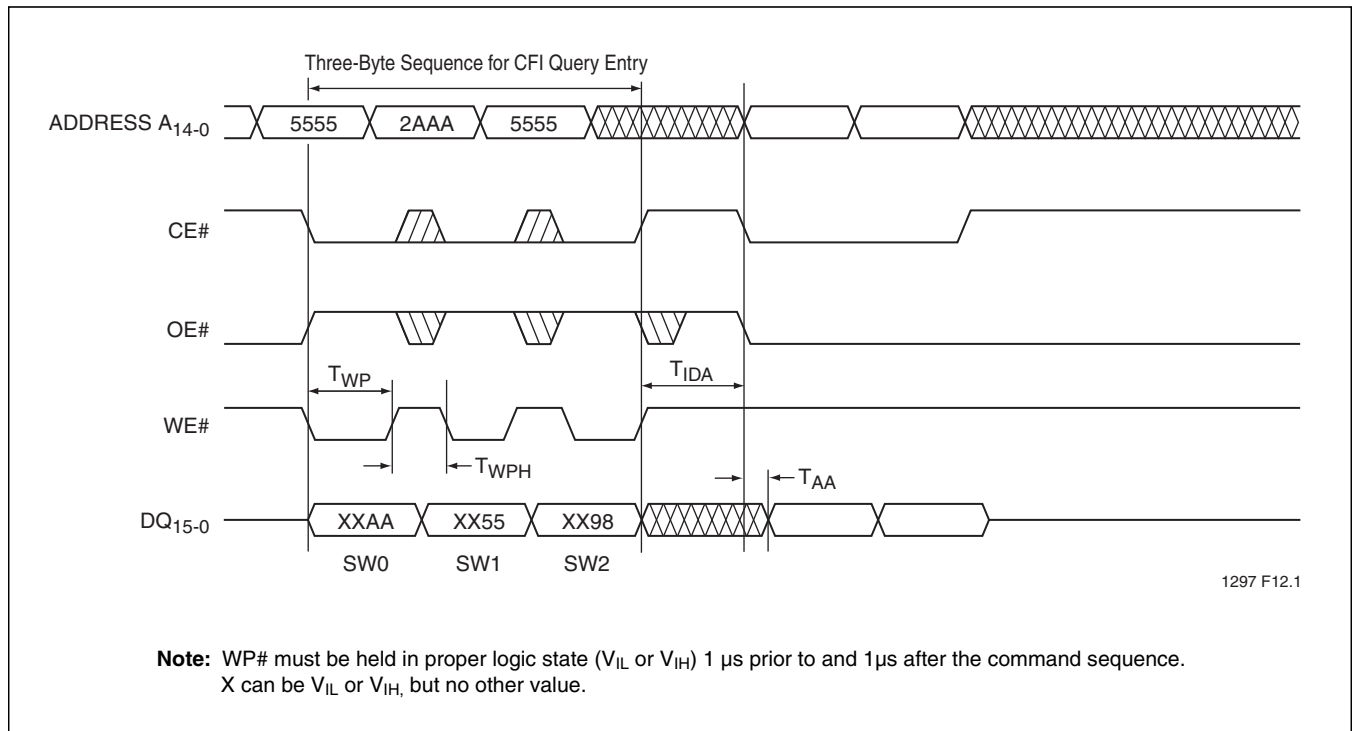 Three-Byte Sequence for CFI Query Entry
ADDRESS A14-0
5555 2AAA 5555
CE#
OE#
TWP
TIDA
WE#
TWPH
TAA
DQ15-0
XXAA XX55 XX98
SW0 SW1 SW2
1297 F12.1
Note: WP# must be held in proper logic state (VIL or VIH) 1 µs prior to and 1µs after the command sequence.
X can be VIL or VIH, but no other value.